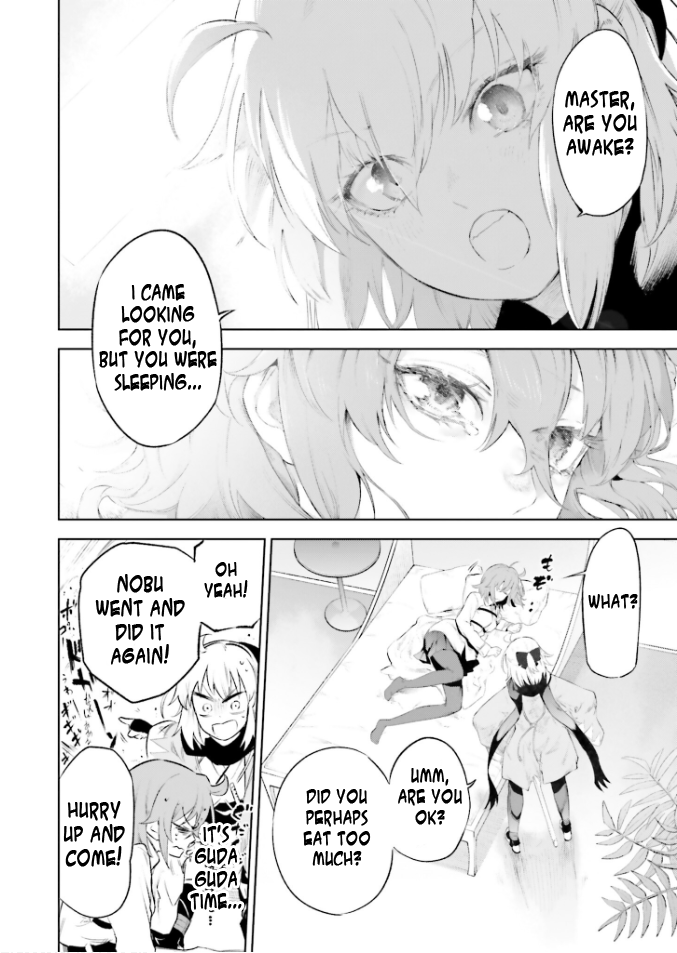 MASTER,
ARE YOU
AWAKE?
I CAME
LOOKING
FOR YOU,
BUT YOU WERE
SLEEPING...
WHAT?
UMM,
ARE YOU
OK?
DID YOU
PERHAPS
EAT TOO
MUCH?
OH
YEAH!
NOBU
WENT AND
DID IT
AGAIN!
HURRY
UP AND
COME!
IT'S
GUDA
GUDA
TIME...